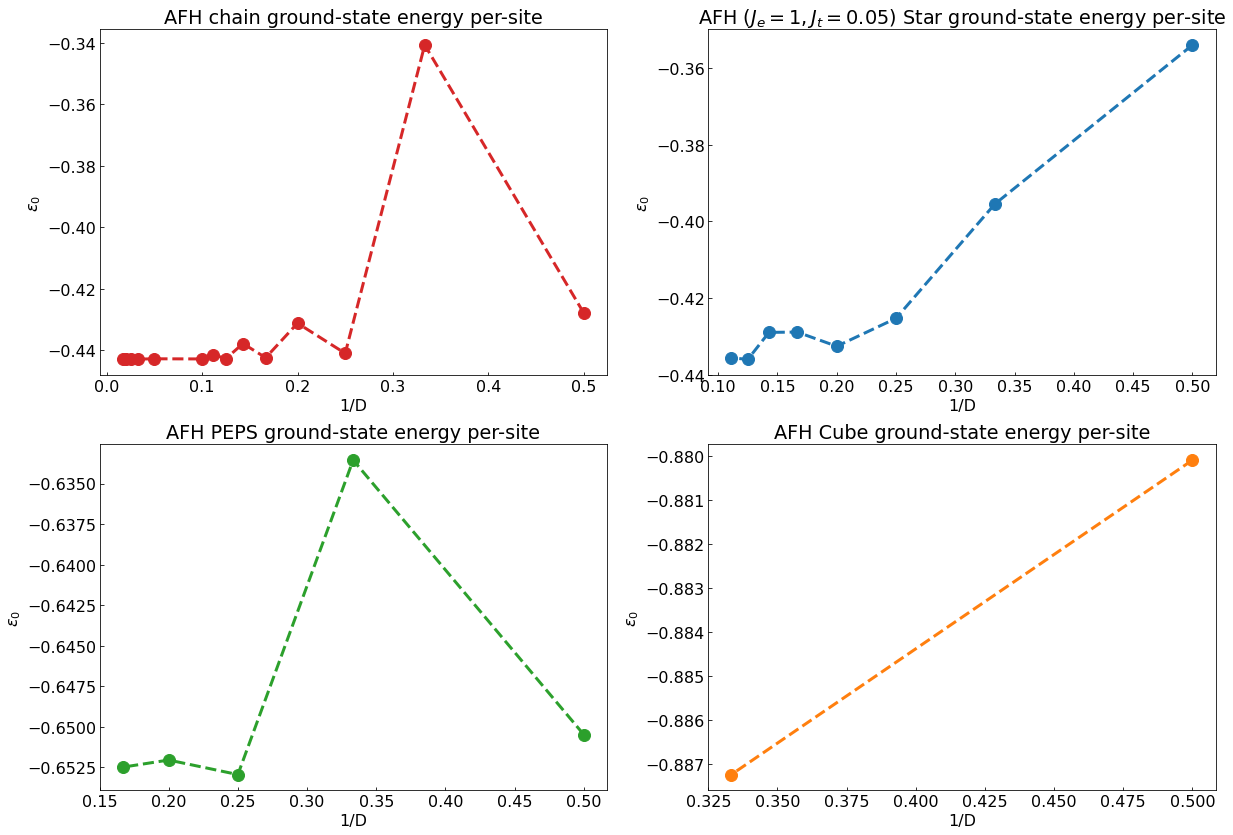 AFH chain ground-state energy per-site
−0.34
−0.36
−0.38
−0.40
−0.42
−0.44
ε0
0.0 0.1 0.2 0.3 0.4 0.5
1/D
AFH (Je = 1, Jt = 0.05) Star ground-state energy per-site
−0.36
−0.38
−0.40
−0.42
−0.44
ε0
0.10 0.15 0.20 0.25 0.30 0.35 0.40 0.45 0.50
1/D
AFH PEPS ground-state energy per-site
−0.6350
−0.6375
−0.6400
−0.6425
−0.6450
−0.6475
−0.6500
−0.6525
ε0
0.15 0.20 0.25 0.30 0.35 0.40 0.45 0.50
1/D
AFH Cube ground-state energy per-site
−0.880
−0.881
−0.882
−0.883
−0.884
−0.885
−0.886
−0.887
ε0
0.325 0.350 0.375 0.400 0.425 0.450 0.475 0.500
1/D